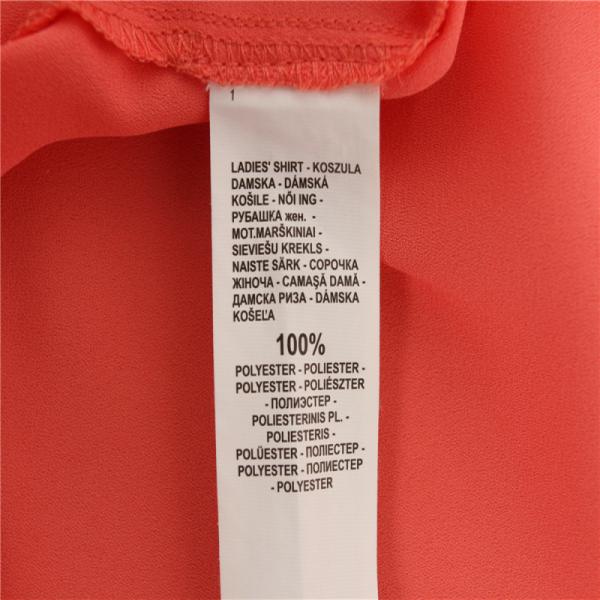 1
LADIES' SHIRT - KOSZULA
DAMSKA - DÁMSKÁ
KOŠILE - NŐI ING -
РУБАШКА жен. -
MOT.MARŠKINIAI -
SIEVIEŠU KREKLS -
NAISTE SÄRK - СОРОЧКА
ЖІНОЧА - CAMAŞĂ DAMĂ -
ДАМСКА РИЗА - DÁMSKA
KOŠEĽA
100%
POLYESTER - POLIESTER -
POLYESTER - POLIÉSZTER
- ПОЛИЭСТЕР -
POLIESTERINIS PL. -
POLIESTERIS -
POLÜESTER - ПОЛІЕСТЕР -
POLYESTER - ПОЛИЕСТЕР
- POLYESTER